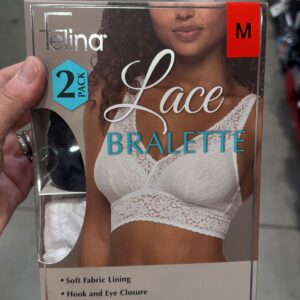 Felina
M
2 PACK
Lace
BRALETTE
• Soft Fabric Lining
• Hook and Eye Closure